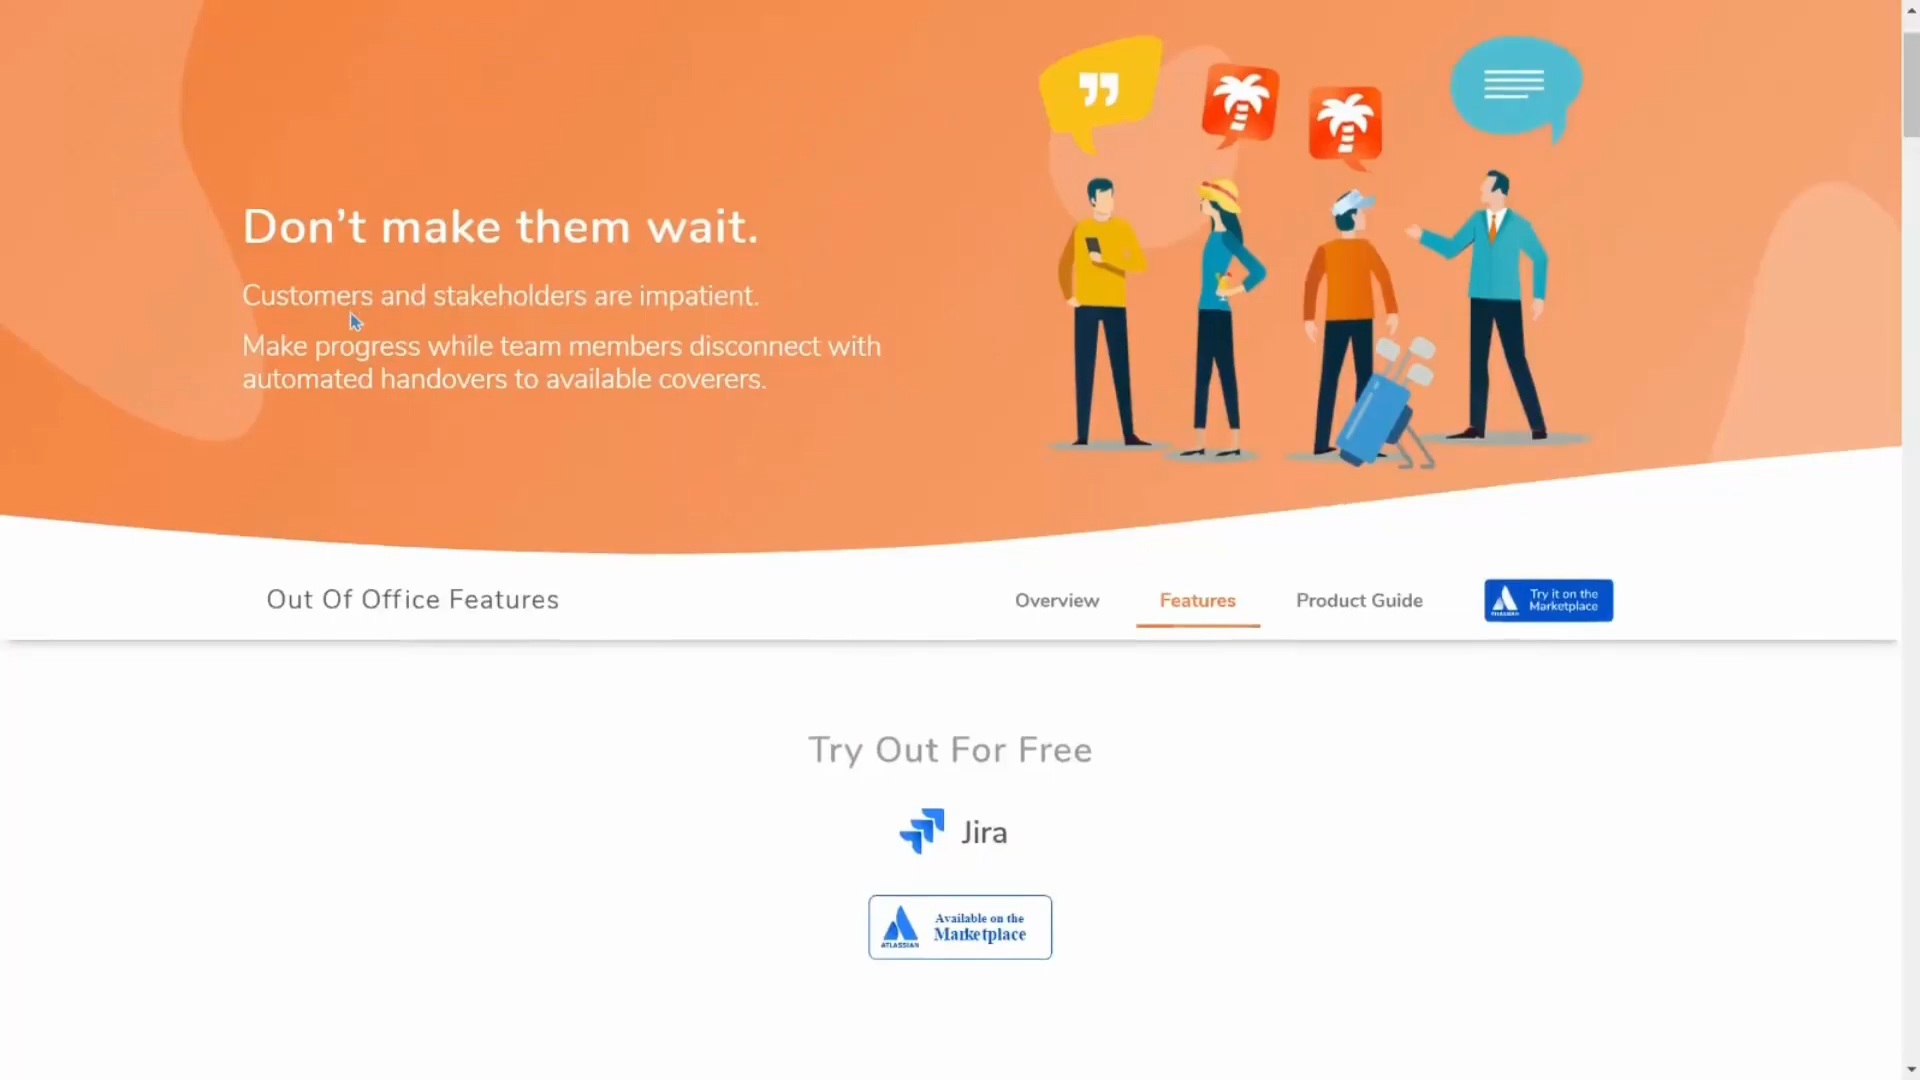 Don’t make them wait.
Customers and stakeholders are impatient.
Make progress while team members disconnect with
automated handovers to available coverers.
Out Of Office Features
Overview
Features
Product Guide
ATLASSIAN
Try it on the
Marketplace
Try Out For Free
Jira
ATLASSIAN
Available on the
Marketplace